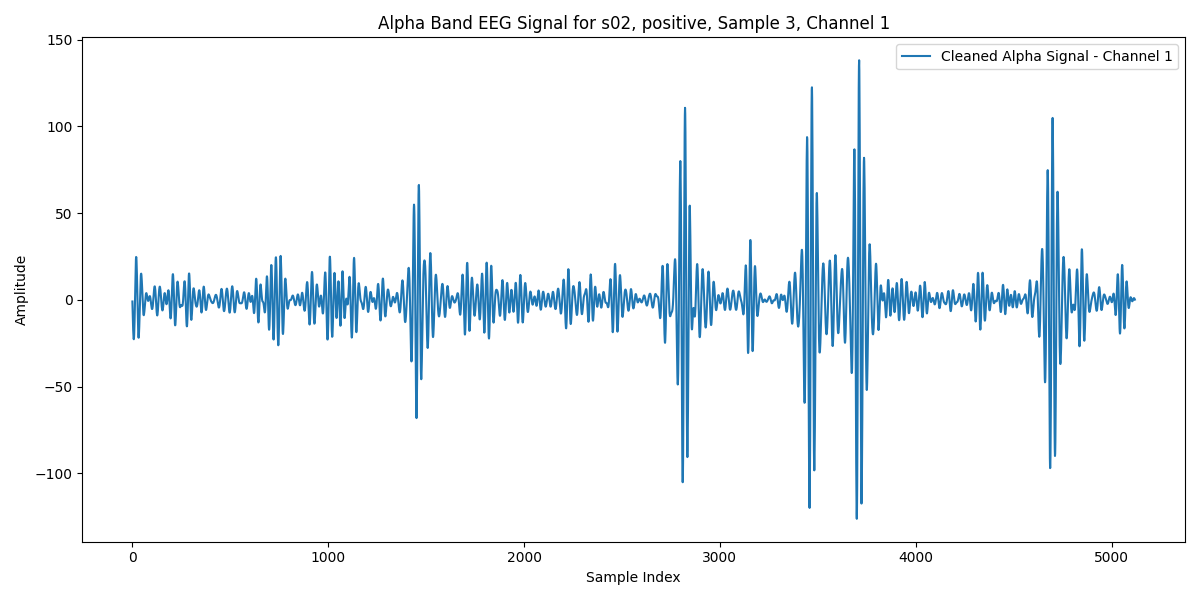 Alpha Band EEG Signal for s02, positive, Sample 3, Channel 1
Cleaned Alpha Signal - Channel 1
150
100
50
0
−50
−100
Amplitude
0 1000 2000 3000 4000 5000
Sample Index